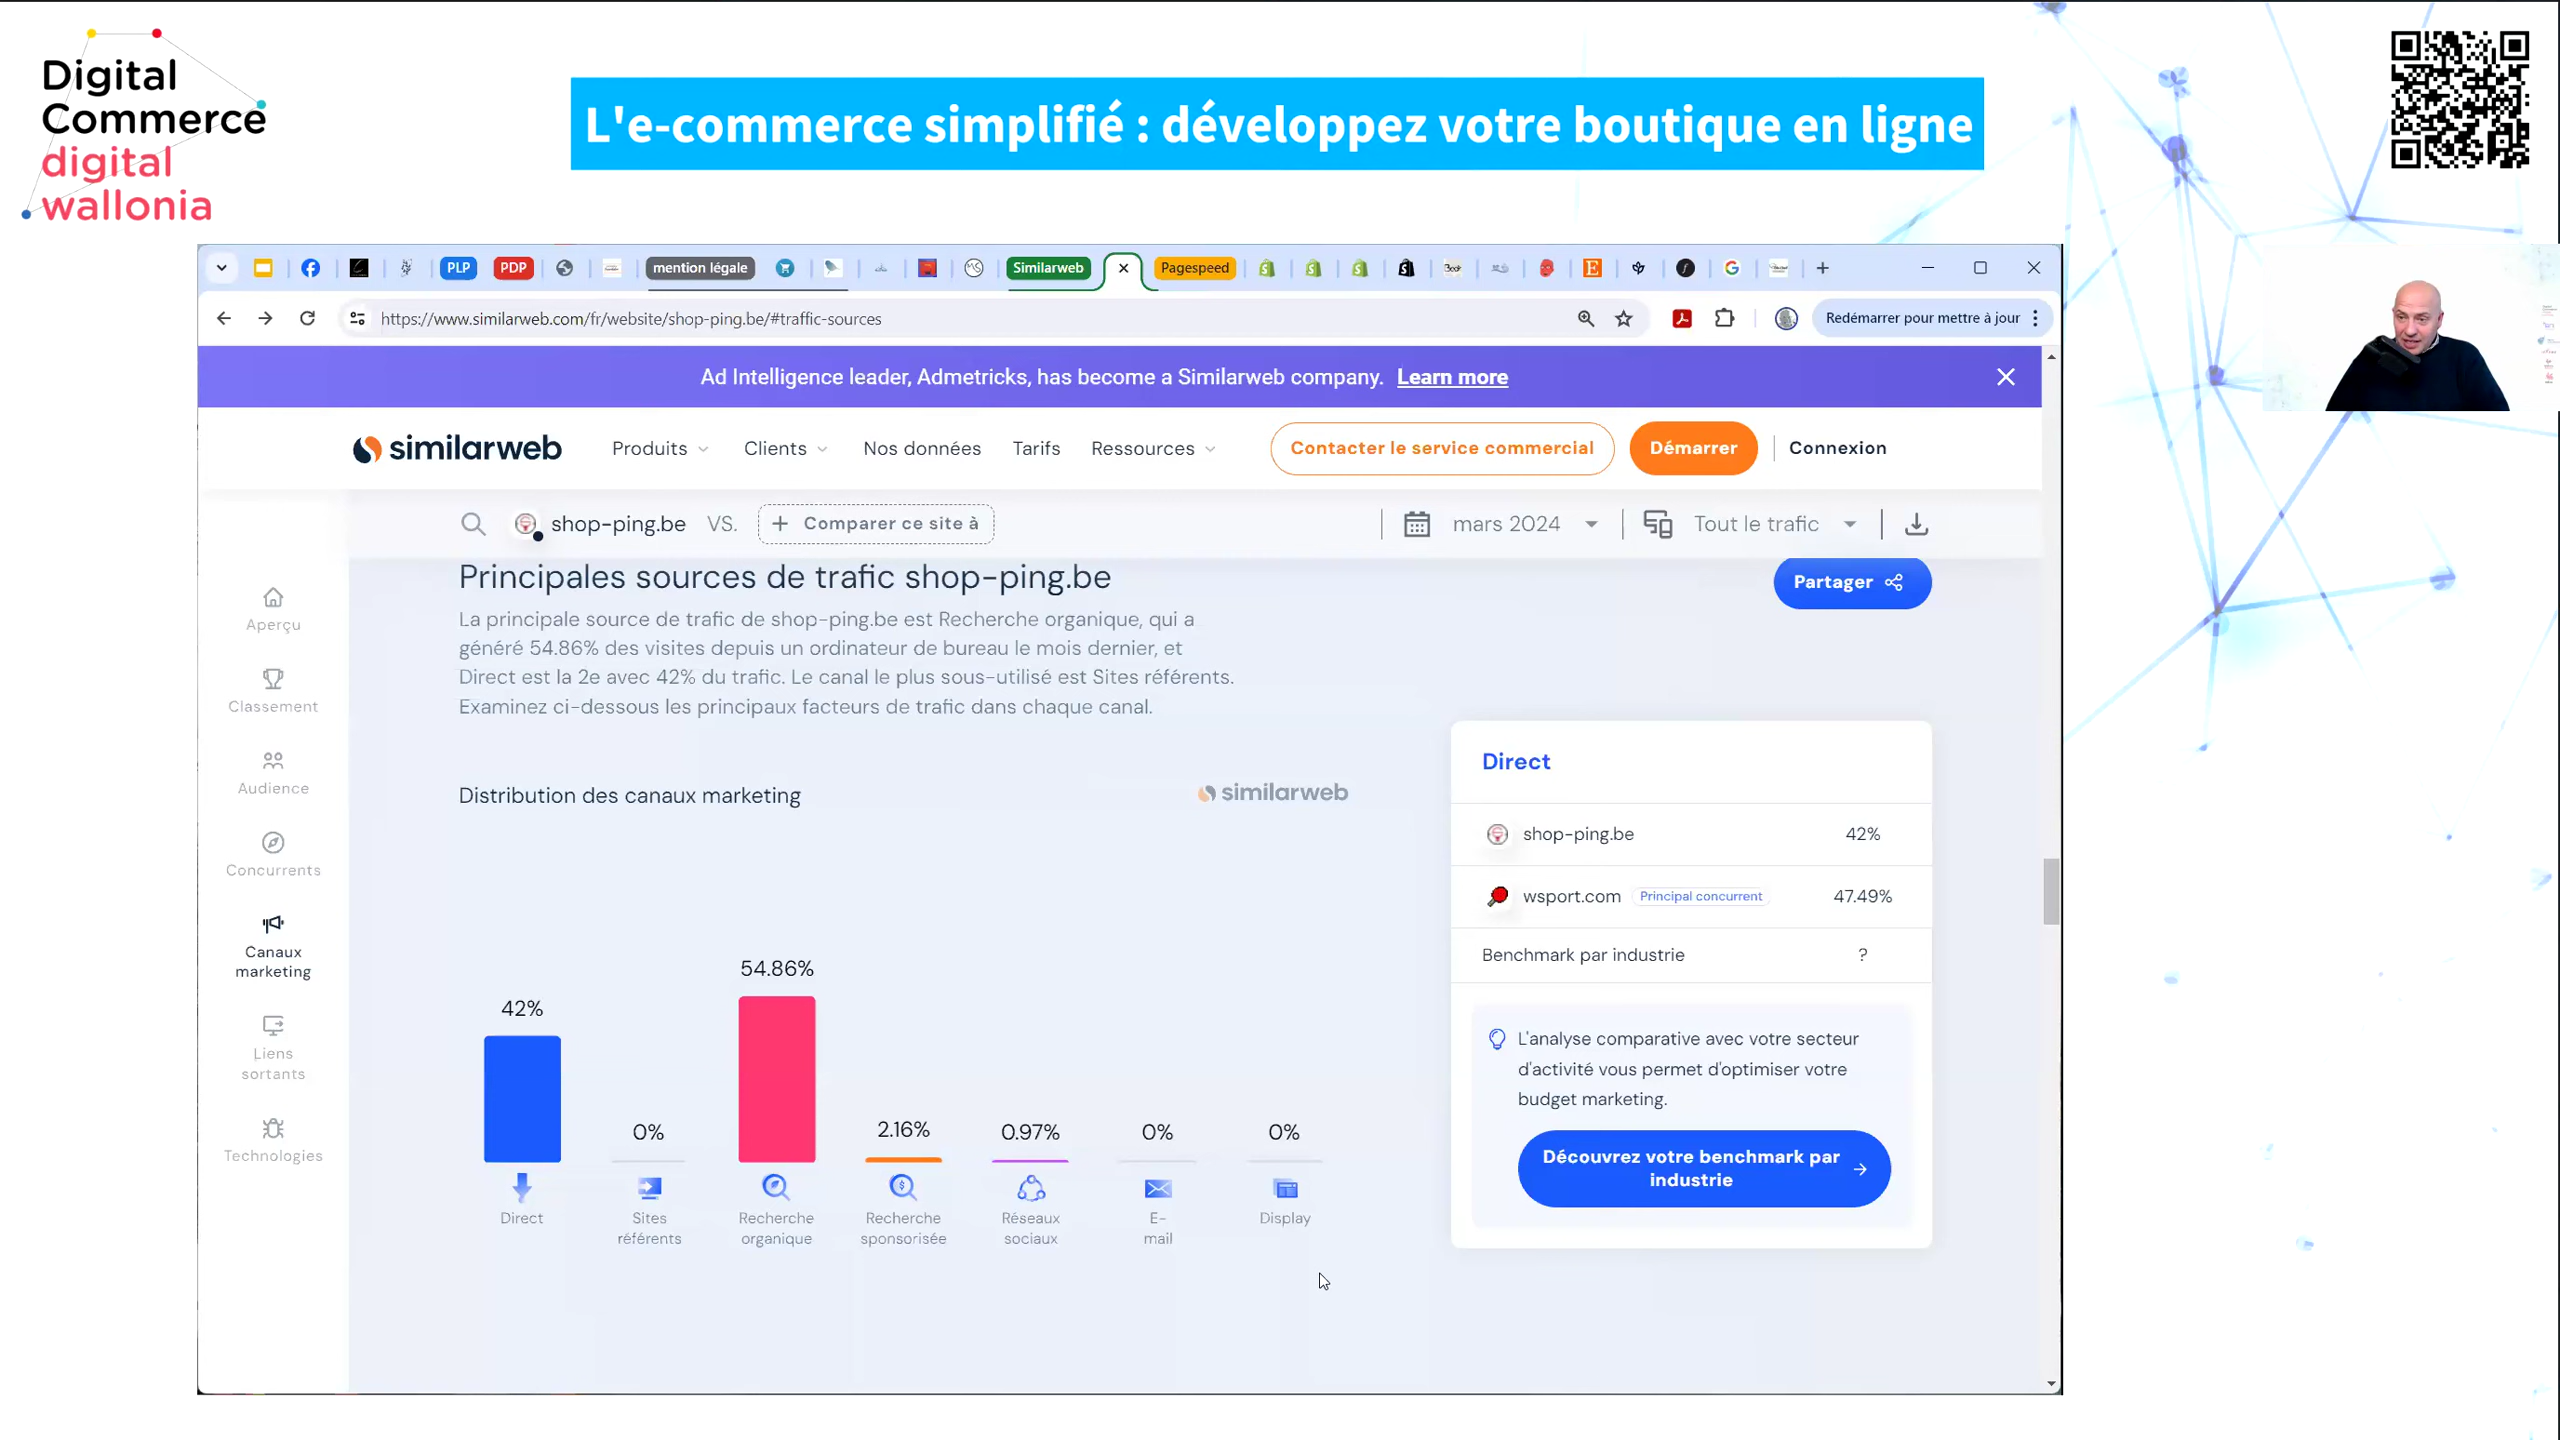 Digital
Commerce
digital
wallonia
L'e-commerce simplifié : développez votre boutique en ligne
PLP
PDP
mention légale
Similarweb
Pagespeed
https://www.similarweb.com/fr/website/shop-ping.be/#traffic-sources
Redémarrer pour mettre à jour
Ad Intelligence leader, Admetricks, has become a Similarweb company. Learn more
similarweb
Produits
Clients
Nos données
Tarifs
Ressources
Contacter le service commercial
Démarrer
Connexion
shop-ping.be
VS.
+ Comparer ce site à
mars 2024
Tout le trafic
Aperçu
Classement
Audience
Concurrents
Canaux
marketing
Liens
sortants
Technologies
Principales sources de trafic shop-ping.be
Partager
La principale source de trafic de shop-ping.be est Recherche organique, qui a
généré 54.86% des visites depuis un ordinateur de bureau le mois dernier, et
Direct est la 2e avec 42% du trafic. Le canal le plus sous-utilisé est Sites référents.
Examinez ci-dessous les principaux facteurs de trafic dans chaque canal.
Distribution des canaux marketing
similarweb
42%
0%
54.86%
2.16%
0.97%
0%
0%
Direct
Sites
référents
Recherche
organique
Recherche
sponsorisée
Réseaux
sociaux
E-
mail
Display
Direct
shop-ping.be 42%
wsport.com Principal concurrent 47.49%
Benchmark par industrie ?
L'analyse comparative avec votre secteur
d'activité vous permet d'optimiser votre
budget marketing.
Découvrez votre benchmark par
industrie